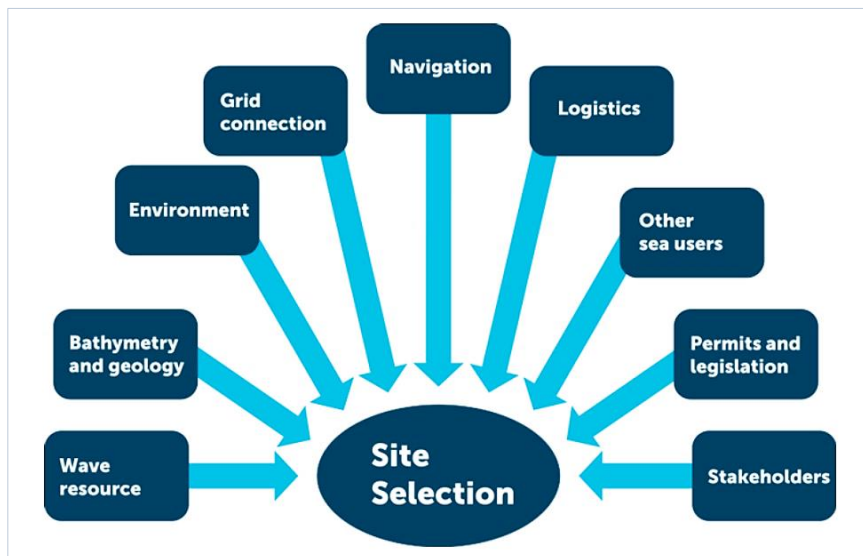 Navigation
Grid
connection
Logistics
Environment
Other
sea users
Bathymetry
and geology
Permits and
legislation
Wave
resource
Site
Selection
Stakeholders